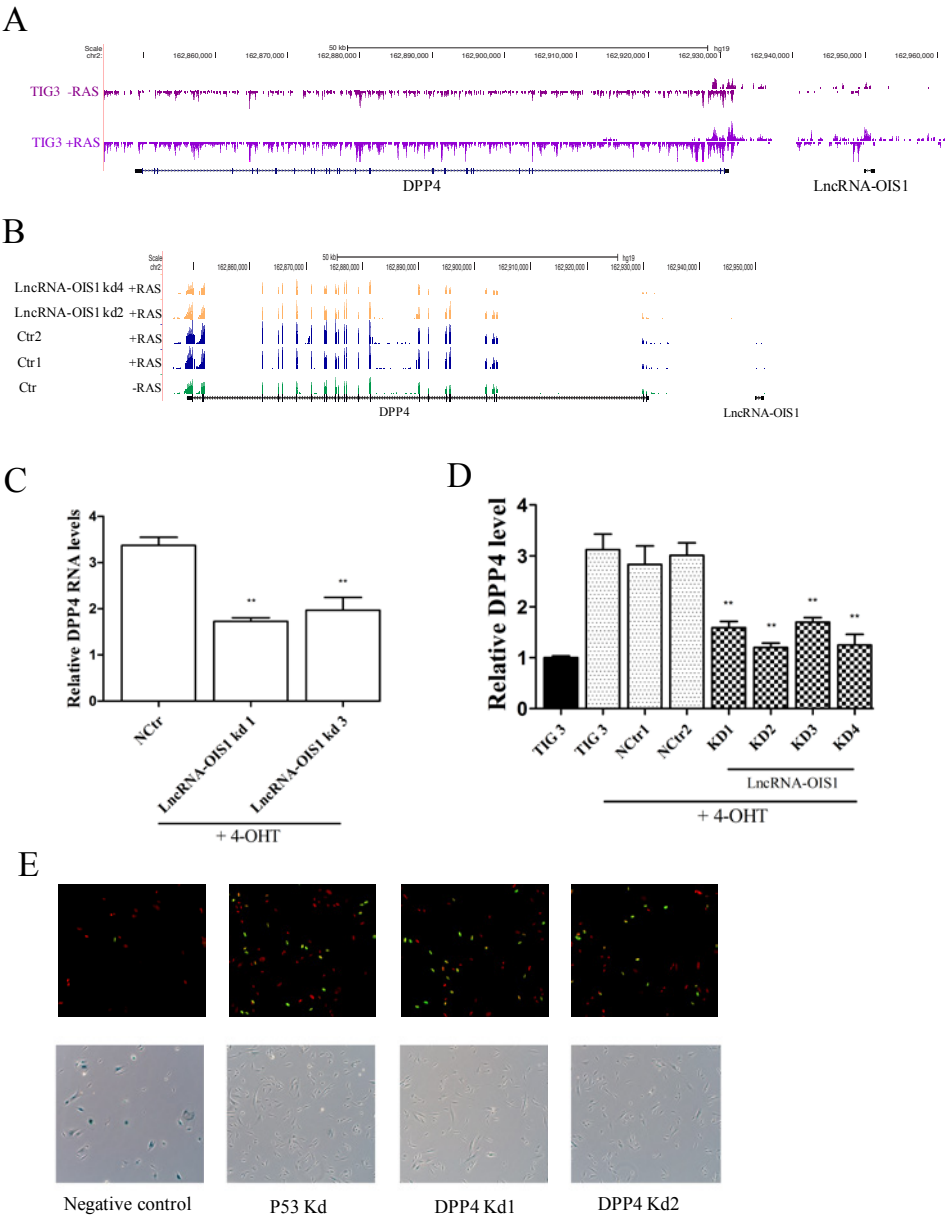 A
Scale
50 kb
hg19
chr2:
162,860,000
162,870,000
162,880,000
162,890,000
162,900,000
162,910,000
162,920,000
162,930,000
162,940,000
162,950,000
162,960,000
TIG3 -RAS
TIG3 +RAS
DPP4
LncRNA-OIS1
B
Scale
50 kb
hg19
chr2:
162,860,000
162,870,000
162,880,000
162,890,000
162,900,000
162,910,000
162,920,000
162,930,000
162,940,000
162,950,000
LncRNA-OIS1 kd4 +RAS
LncRNA-OIS1 kd2 +RAS
Ctr2 +RAS
Ctr1 +RAS
Ctr -RAS
DPP4
LncRNA-OIS1
C
Relative DPP4 RNA levels
4
3
2
1
0
**
**
NCtr
LncRNA-OIS1 kd 1
LncRNA-OIS1 kd 3
+ 4-OHT
D
Relative DPP4 level
4
3
2
1
0
**
**
**
**
TIG 3
TIG 3
NCtr1
NCtr2
KD1
KD2
KD3
KD4
LncRNA-OIS1
+ 4-OHT
E
Negative control
P53 Kd
DPP4 Kd1
DPP4 Kd2